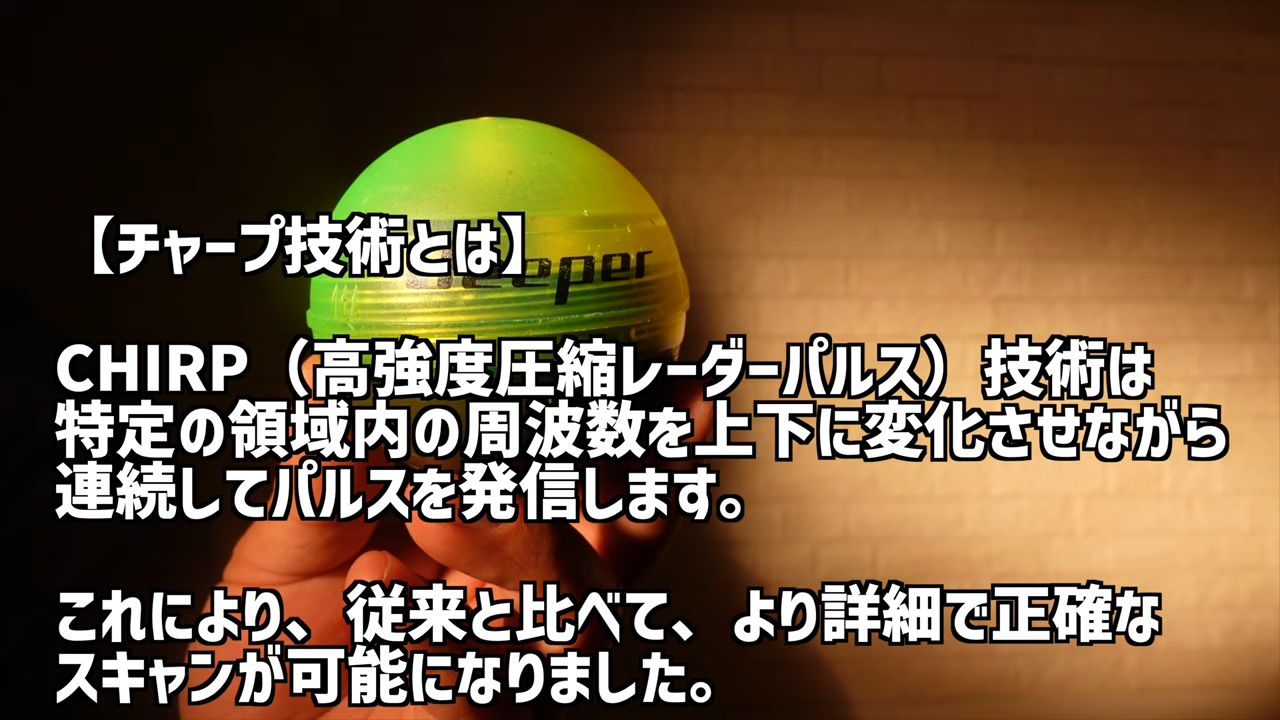 【チャープ技術とは】
eeper
CHIRP（高強度圧縮レーダーパルス）技術は
特定の領域内の周波数を上下に変化させながら
連続してパルスを発信します。
これにより、従来と比べて、より詳細で正確な
スキャンが可能になりました。